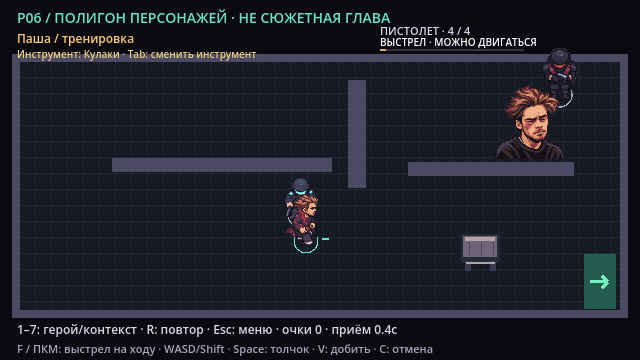 P06 / ПОЛИГОН ПЕРСОНАЖЕЙ · НЕ СЮЖЕТНАЯ ГЛАВА
Паша / тренировка
ПИСТОЛЕТ · 4 / 4
ВЫСТРЕЛ · МОЖНО ДВИГАТЬСЯ
Инструмент: Кулаки · Tab: сменить инструмент
1–7: герой/контекст · R: повтор · Esc: меню · очки 0 · приём 0.4с
F / ПКМ: выстрел на ходу · WASD/Shift · Space: толчок · V: добить · C: отмена